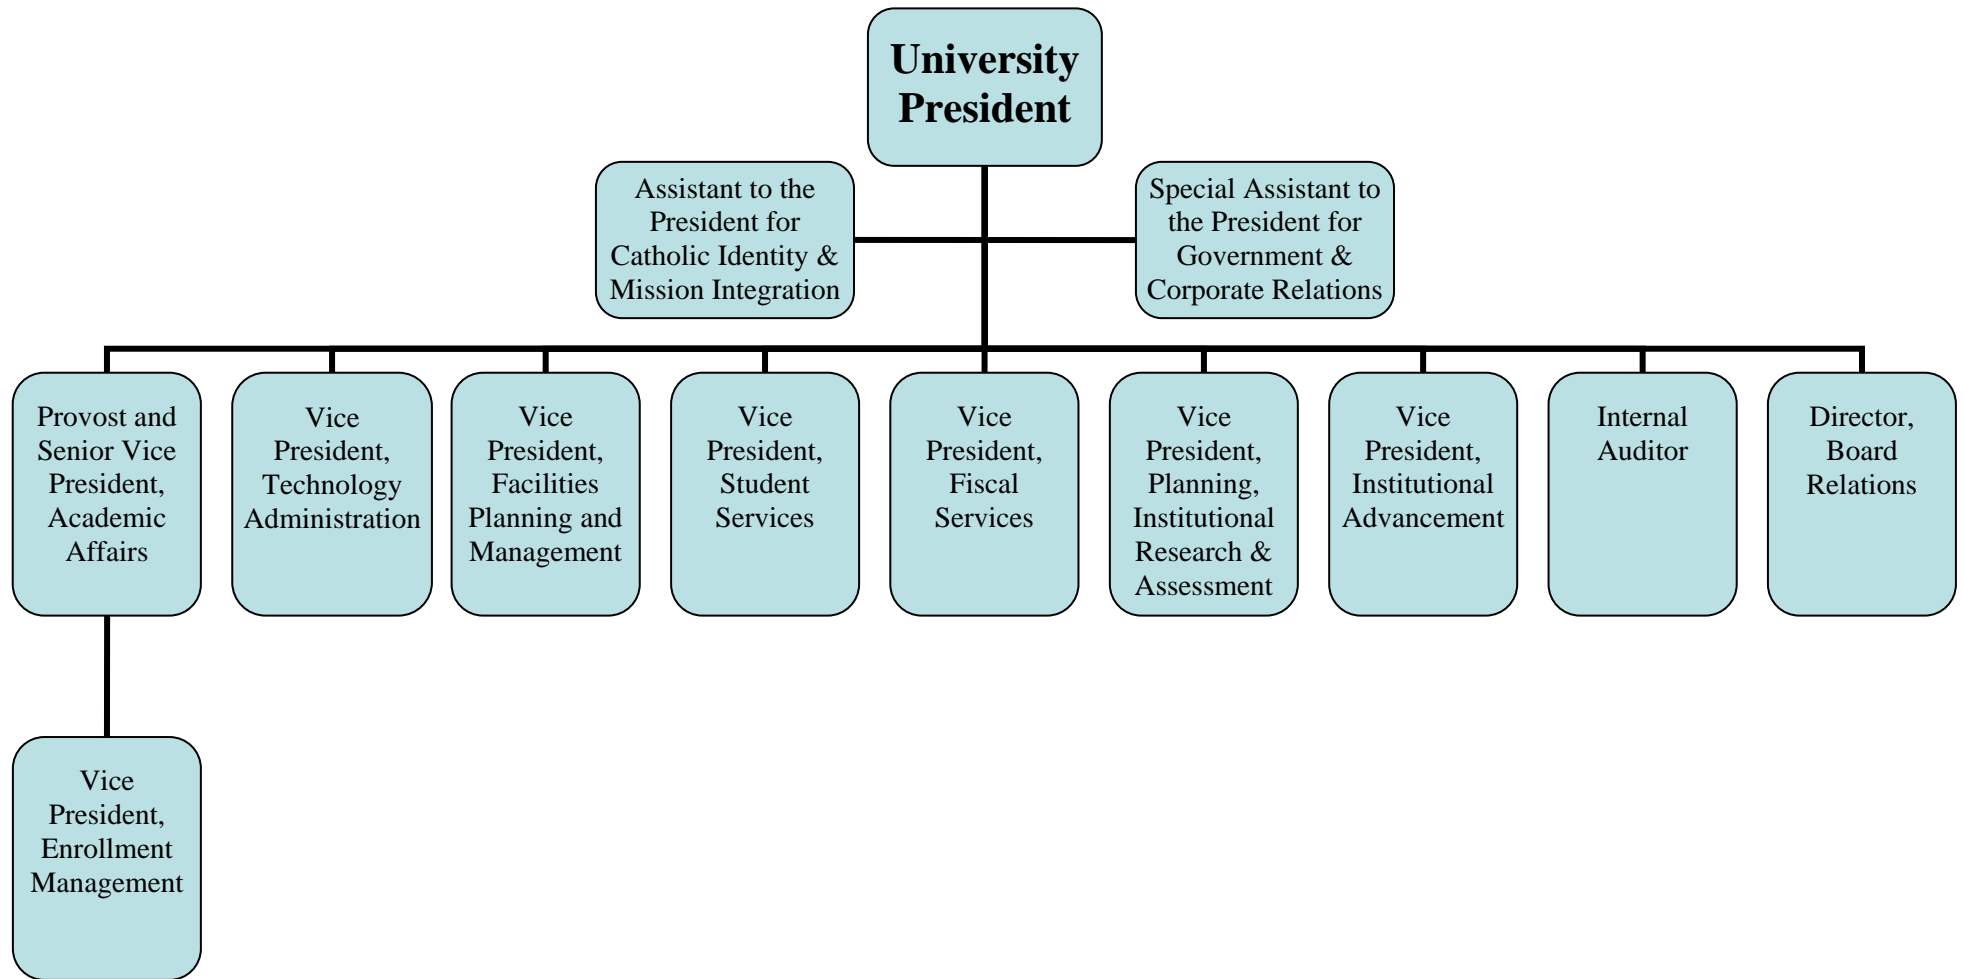 University
President
Assistant to the
President for
Catholic Identity &
Mission Integration
Special Assistant to
the President for
Government &
Corporate Relations
Provost and
Senior Vice
President,
Academic
Affairs
Vice
President,
Technology
Administration
Vice
President,
Facilities
Planning and
Management
Vice
President,
Student
Services
Vice
President,
Fiscal
Services
Vice
President,
Planning,
Institutional
Research &
Assessment
Vice
President,
Institutional
Advancement
Internal
Auditor
Director,
Board
Relations
Vice
President,
Enrollment
Management